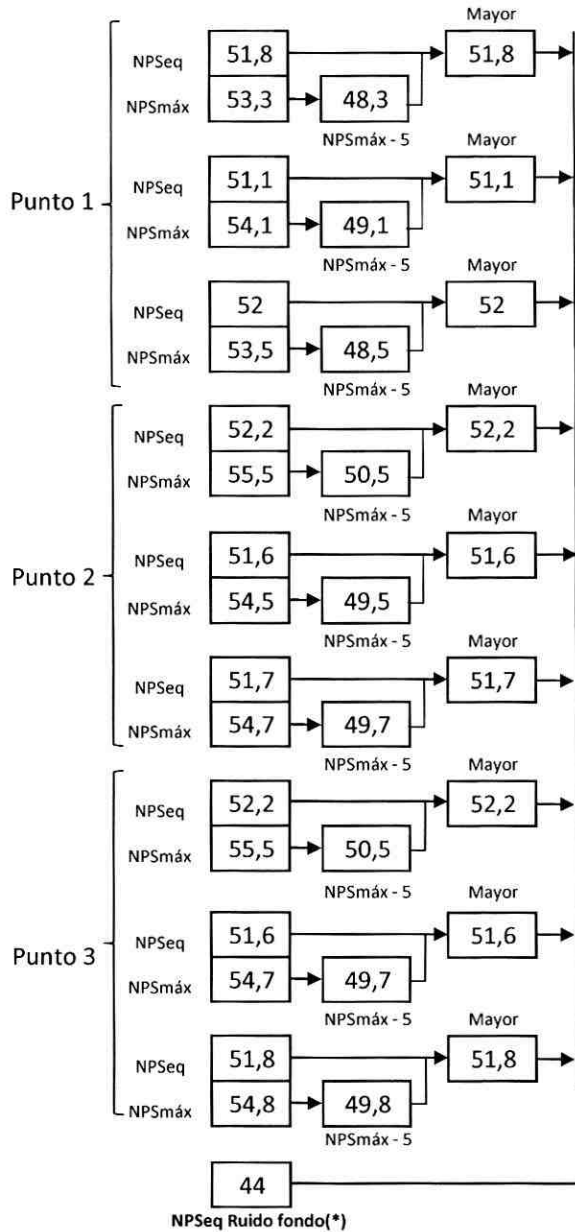 Mayor
NPSeq 51,8 51,8
NPSmáx 53,3 48,3
NPSmáx - 5
Mayor
NPSeq 51,1 51,1
Punto 1
NPSmáx 54,1 49,1
NPSmáx - 5
Mayor
NPSeq 52 52
NPSmáx 53,5 48,5
NPSmáx - 5
Mayor
NPSeq 52,2 52,2
NPSmáx 55,5 50,5
NPSmáx - 5
Mayor
NPSeq 51,6 51,6
Punto 2
NPSmáx 54,5 49,5
NPSmáx - 5
Mayor
NPSeq 51,7 51,7
NPSmáx 54,7 49,7
NPSmáx - 5
Mayor
NPSeq 52,2 52,2
NPSmáx 55,5 50,5
NPSmáx - 5
Mayor
NPSeq 51,6 51,6
Punto 3
NPSmáx 54,7 49,7
NPSmáx - 5
Mayor
NPSeq 51,8 51,8
NPSmáx 54,8 49,8
NPSmáx - 5
44
NPSeq Ruido fondo(*)